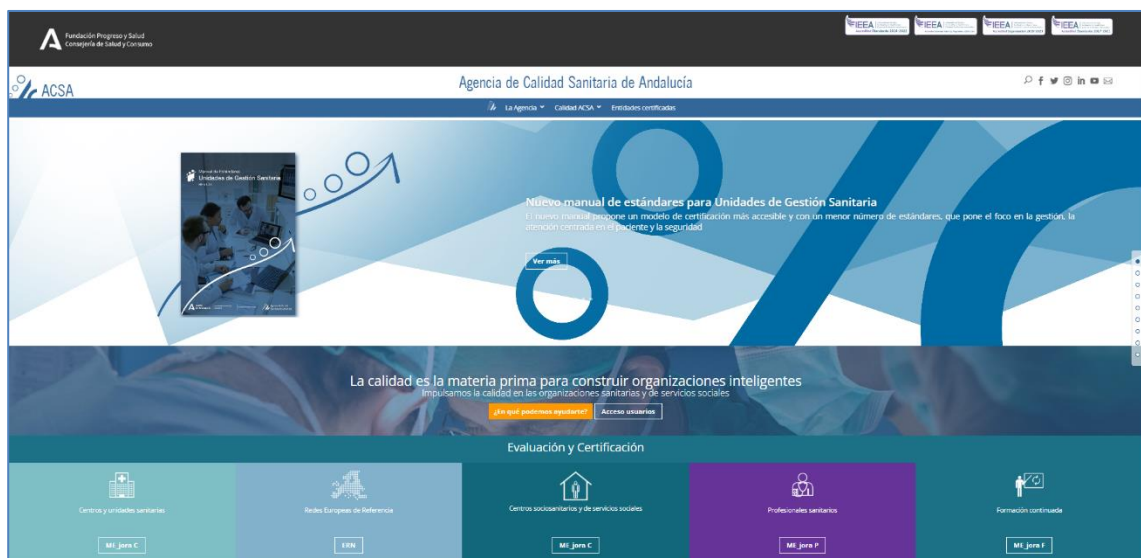 Fundación Progreso y Salud
Consejería de Salud y Consumo
IEEA
IEEA
IEEA
IEEA
ACSA
Agencia de Calidad Sanitaria de Andalucía
La Agencia
Calidad ACSA
Entidades certificadas
Unidades de Gestión Sanitaria
Nuevo manual de estándares para Unidades de Gestión Sanitaria
El nuevo manual propone un modelo de certificación más accesible y con un menor número de estándares, que pone el foco en la gestión, la
atención centrada en el paciente y la seguridad
Ver más
La calidad es la materia prima para construir organizaciones inteligentes
Impulsamos la calidad en las organizaciones sanitarias y de servicios sociales
¿En qué podemos ayudarte?
Acceso usuarios
Evaluación y Certificación
Centros y unidades sanitarias
Redes Europeas de Referencia
Centros sociosanitarios y de servicios sociales
Profesionales sanitarios
Formación continuada
ME_jora C
ERN
ME_jora C
ME_jora P
ME_jora F